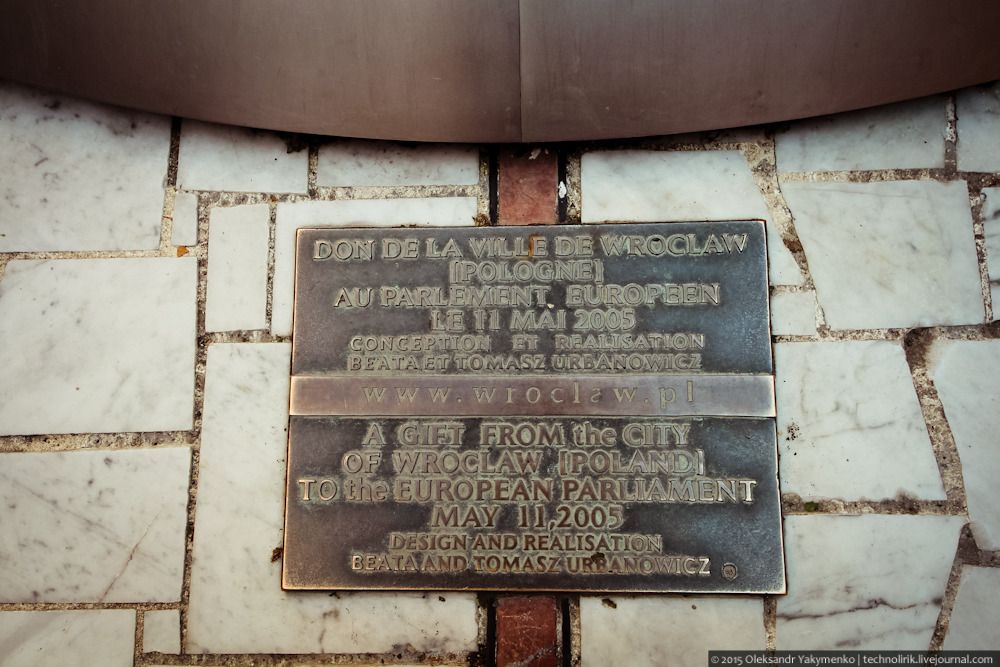 DON DE LA VILLE DE WROCLAW
[POLOGNE]
AU PARLEMENT EUROPEEN
LE 11 MAI 2005
CONCEPTION ET REALISATION
BEATA ET TOMASZ URBANOWICZ
www.wroclaw.pl
A GIFT FROM the CITY
OF WROCLAW [POLAND]
TO the EUROPEAN PARLIAMENT
MAY 11,2005
DESIGN AND REALISATION
BEATA AND TOMASZ URBANOWICZ
© 2015 Oleksandr Yakymenko | technolirik.livejournal.com